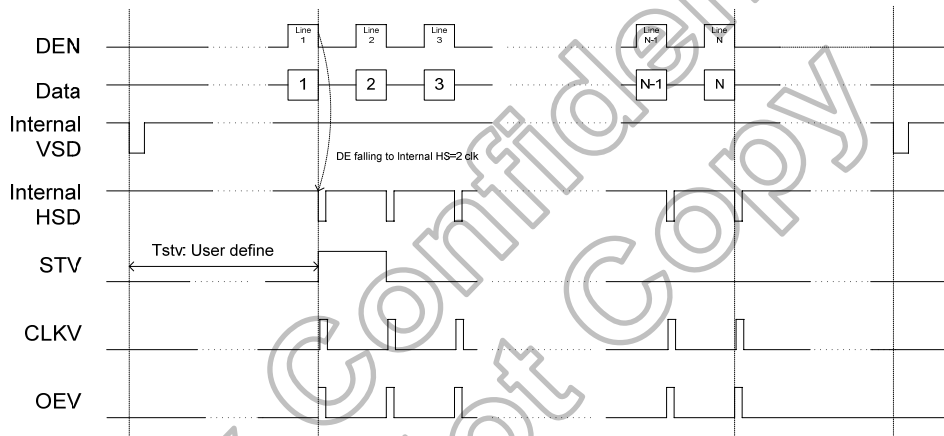 DEN
Line
1
Line
2
Line
3
Line
N-1
Line
N
Data
1
2
3
N-1
N
Internal
VSD
DE falling to Internal HS=2 clk
Internal
HSD
Tstv: User define
STV
CLKV
OEV
Confidential
Not Copy